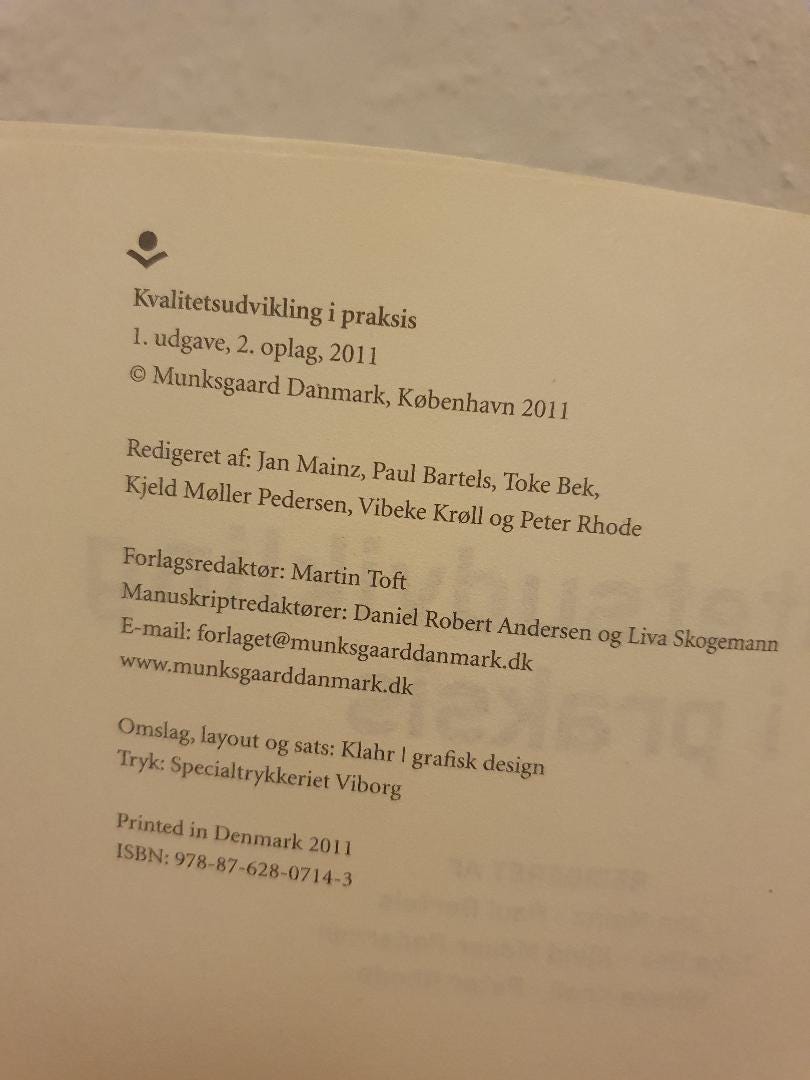 Kvalitetsudvikling i praksis
1. udgave, 2. oplag, 2011
© Munksgaard Danmark, København 2011
Redigeret af: Jan Mainz, Paul Bartels, Toke Bek,
Kjeld Møller Pedersen, Vibeke Krøll og Peter Rhode
Forlagsredaktør: Martin Toft
Manuskriptredaktører: Daniel Robert Andersen og Liva Skogemann
E-mail: forlaget@munksgaarddanmark.dk
www.munksgaarddanmark.dk
Omslag, layout og sats: Klahr | grafisk design
Tryk: Specialtrykkeriet Viborg
Printed in Denmark 2011
ISBN: 978-87-628-0714-3